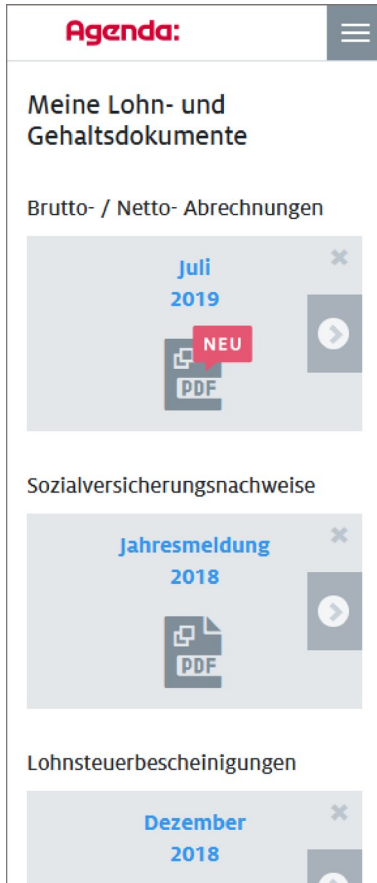 Agenda:
Meine Lohn- und
Gehaltsdokumente
Brutto- / Netto- Abrechnungen
Juli
2019
NEU
PDF
Sozialversicherungsnachweise
Jahresmeldung
2018
PDF
Lohnsteuerbescheinigungen
Dezember
2018